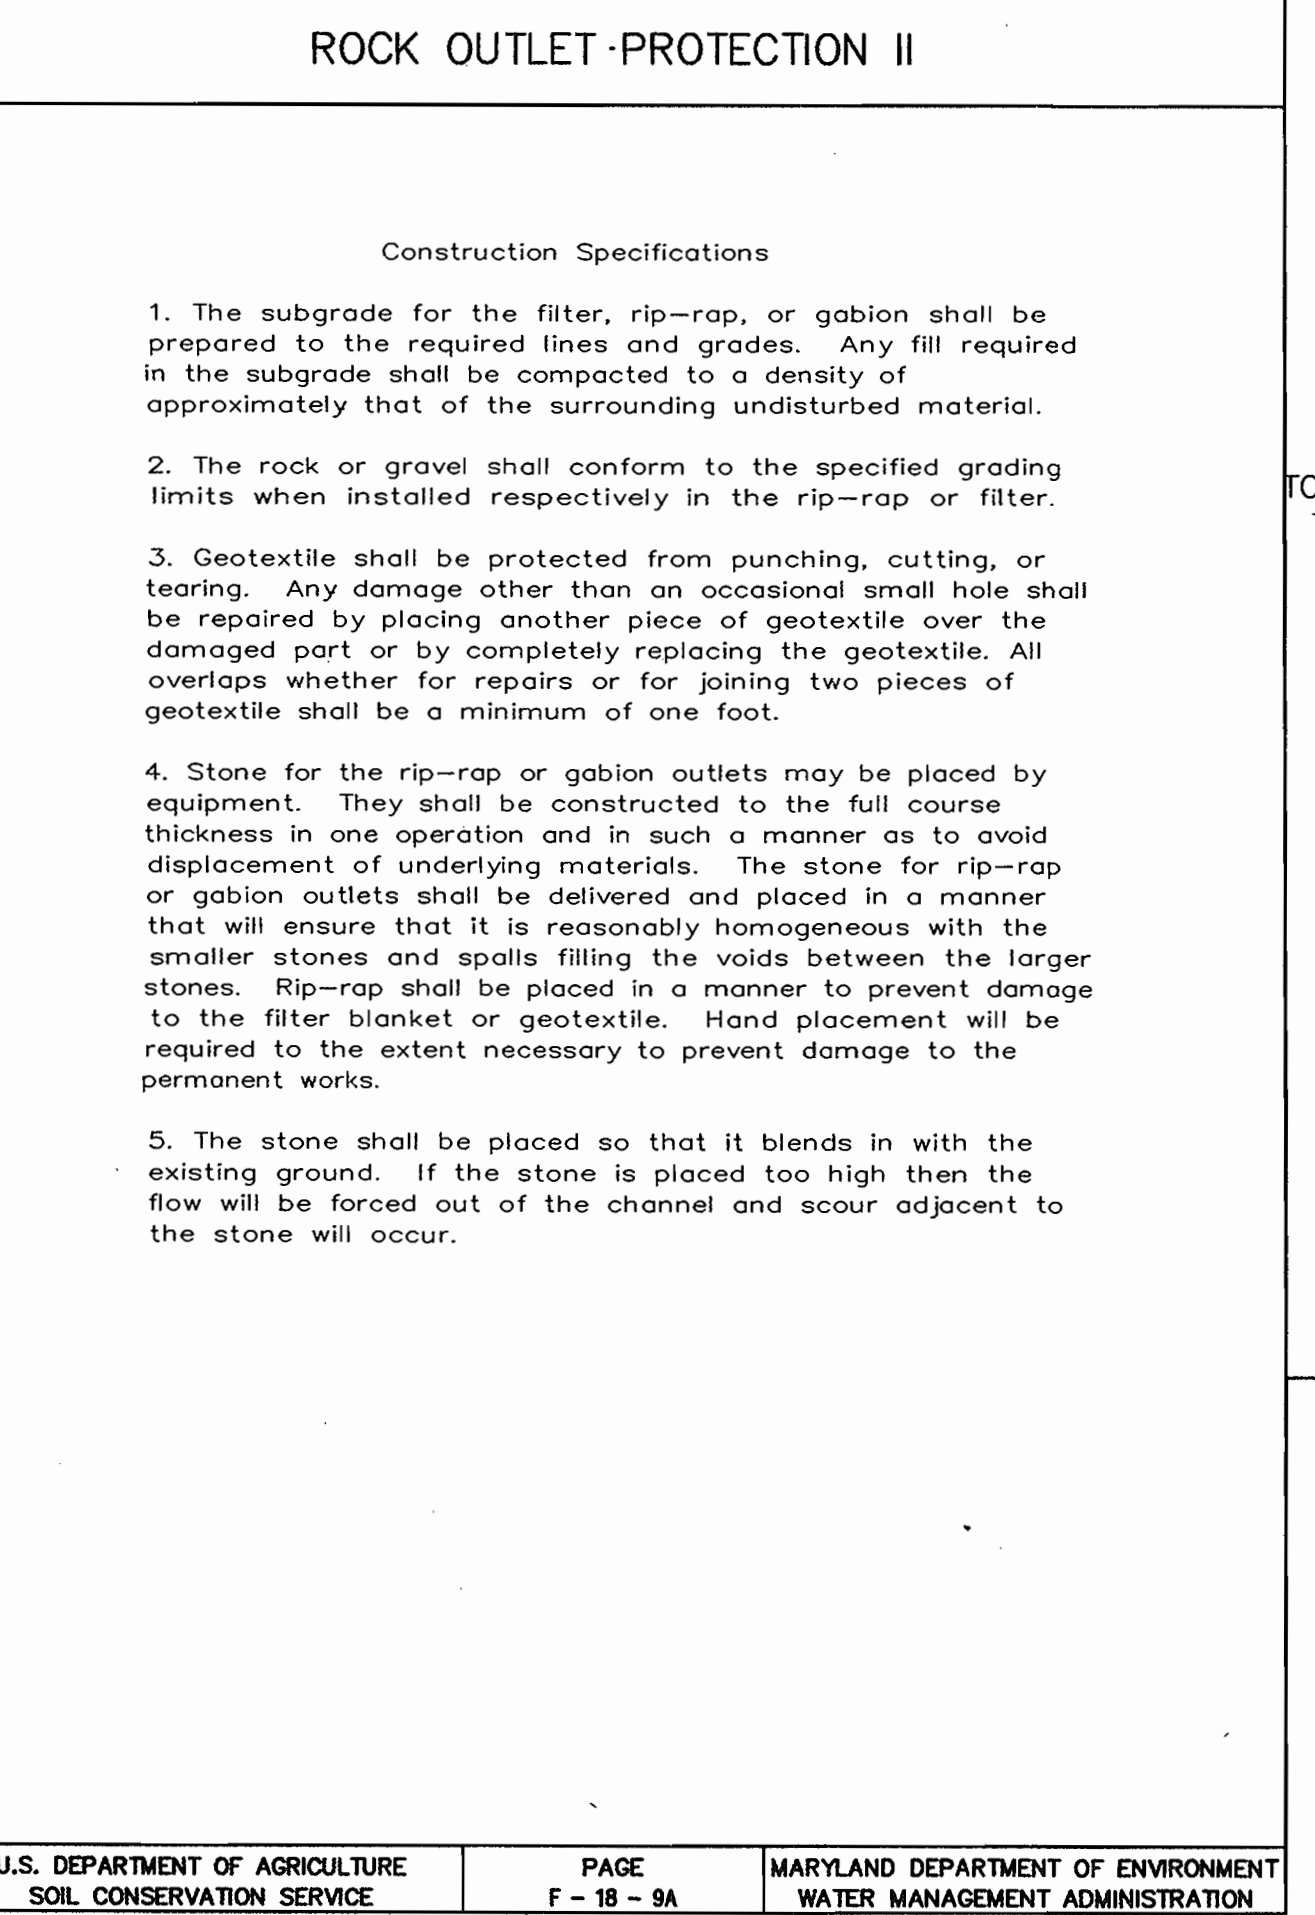 ROCK OUTLET PROTECTION II
Construction Specifications
1. The subgrade for the filter, rip-rap, or gabion shall be
prepared to the required lines and grades. Any fill required
in the subgrade shall be compacted to a density of
approximately that of the surrounding undisturbed material.
2. The rock or gravel shall conform to the specified grading
limits when installed respectively in the rip-rap or filter.
3. Geotextile shall be protected from punching, cutting, or
tearing. Any damage other than an occasional small hole shall
be repaired by placing another piece of geotextile over the
damaged part or by completely replacing the geotextile. All
overlaps whether for repairs or for joining two pieces of
geotextile shall be a minimum of one foot.
4. Stone for the rip-rap or gabion outlets may be placed by
equipment. They shall be constructed to the full course
thickness in one operation and in such a manner as to avoid
displacement of underlying materials. The stone for rip-rap
or gabion outlets shall be delivered and placed in a manner
that will ensure that it is reasonably homogeneous with the
smaller stones and spalls filling the voids between the larger
stones. Rip-rap shall be placed in a manner to prevent damage
to the filter blanket or geotextile. Hand placement will be
required to the extent necessary to prevent damage to the
permanent works.
5. The stone shall be placed so that it blends in with the
existing ground. If the stone is placed too high then the
flow will be forced out of the channel and scour adjacent to
the stone will occur.
U.S. DEPARTMENT OF AGRICULTURE
SOIL CONSERVATION SERVICE
PAGE
F - 18 - 9A
MARYLAND DEPARTMENT OF ENVIRONMENT
WATER MANAGEMENT ADMINISTRATION